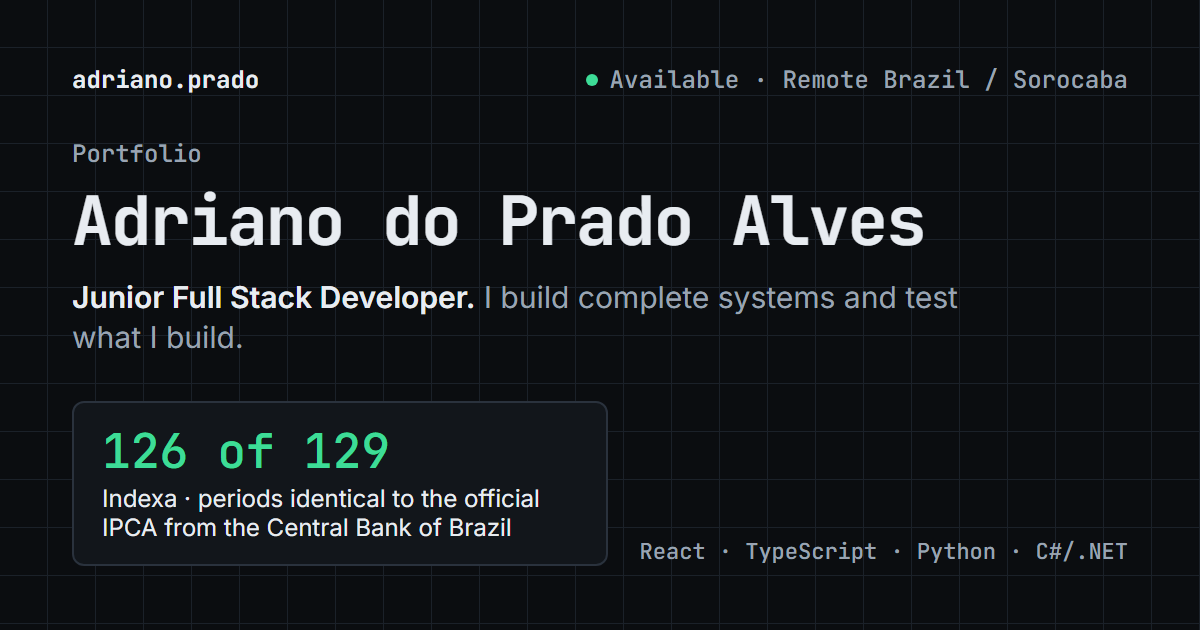 adriano.prado
Available · Remote Brazil / Sorocaba
Portfolio
Adriano do Prado Alves
Junior Full Stack Developer. I build complete systems and test
what I build.
126 of 129
Indexa · periods identical to the official
IPCA from the Central Bank of Brazil
React · TypeScript · Python · C#/.NET